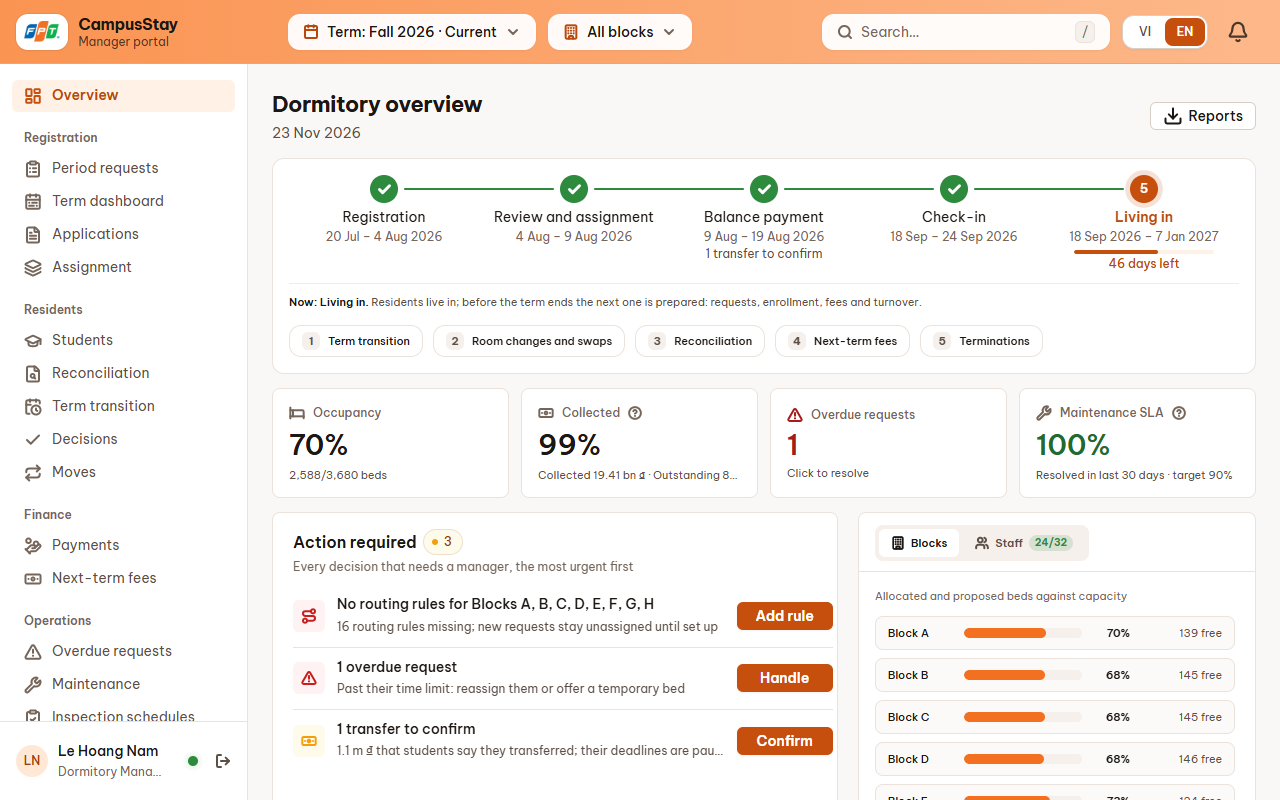 FPT.
CampusStay
Manager portal
Term: Fall 2026 · Current
All blocks
Search...
/
VI
EN
Overview
Registration
Period requests
Term dashboard
Applications
Assignment
Residents
Students
Reconciliation
Term transition
Decisions
Moves
Finance
Payments
Next-term fees
Operations
Overdue requests
Maintenance
Inspection schedules
LN
Le Hoang Nam
Dormitory Mana...
Dormitory overview
23 Nov 2026
Reports
Registration
20 Jul – 4 Aug 2026
Review and assignment
4 Aug – 9 Aug 2026
Balance payment
9 Aug – 19 Aug 2026
1 transfer to confirm
Check-in
18 Sep – 24 Sep 2026
5
Living in
18 Sep 2026 – 7 Jan 2027
46 days left
Now: Living in. Residents live in; before the term ends the next one is prepared: requests, enrollment, fees and turnover.
1 Term transition
2 Room changes and swaps
3 Reconciliation
4 Next-term fees
5 Terminations
Occupancy
70%
2,588/3,680 beds
Collected
99%
Collected 19.41 bn ₫ · Outstanding 8...
Overdue requests
1
Click to resolve
Maintenance SLA
100%
Resolved in last 30 days · target 90%
Action required
3
Every decision that needs a manager, the most urgent first
No routing rules for Blocks A, B, C, D, E, F, G, H
16 routing rules missing; new requests stay unassigned until set up
Add rule
1 overdue request
Past their time limit: reassign them or offer a temporary bed
Handle
1 transfer to confirm
1.1 m ₫ that students say they transferred; their deadlines are pau...
Confirm
Blocks
Staff 24/32
Allocated and proposed beds against capacity
Block A 70% 139 free
Block B 68% 145 free
Block C 68% 145 free
Block D 68% 146 free